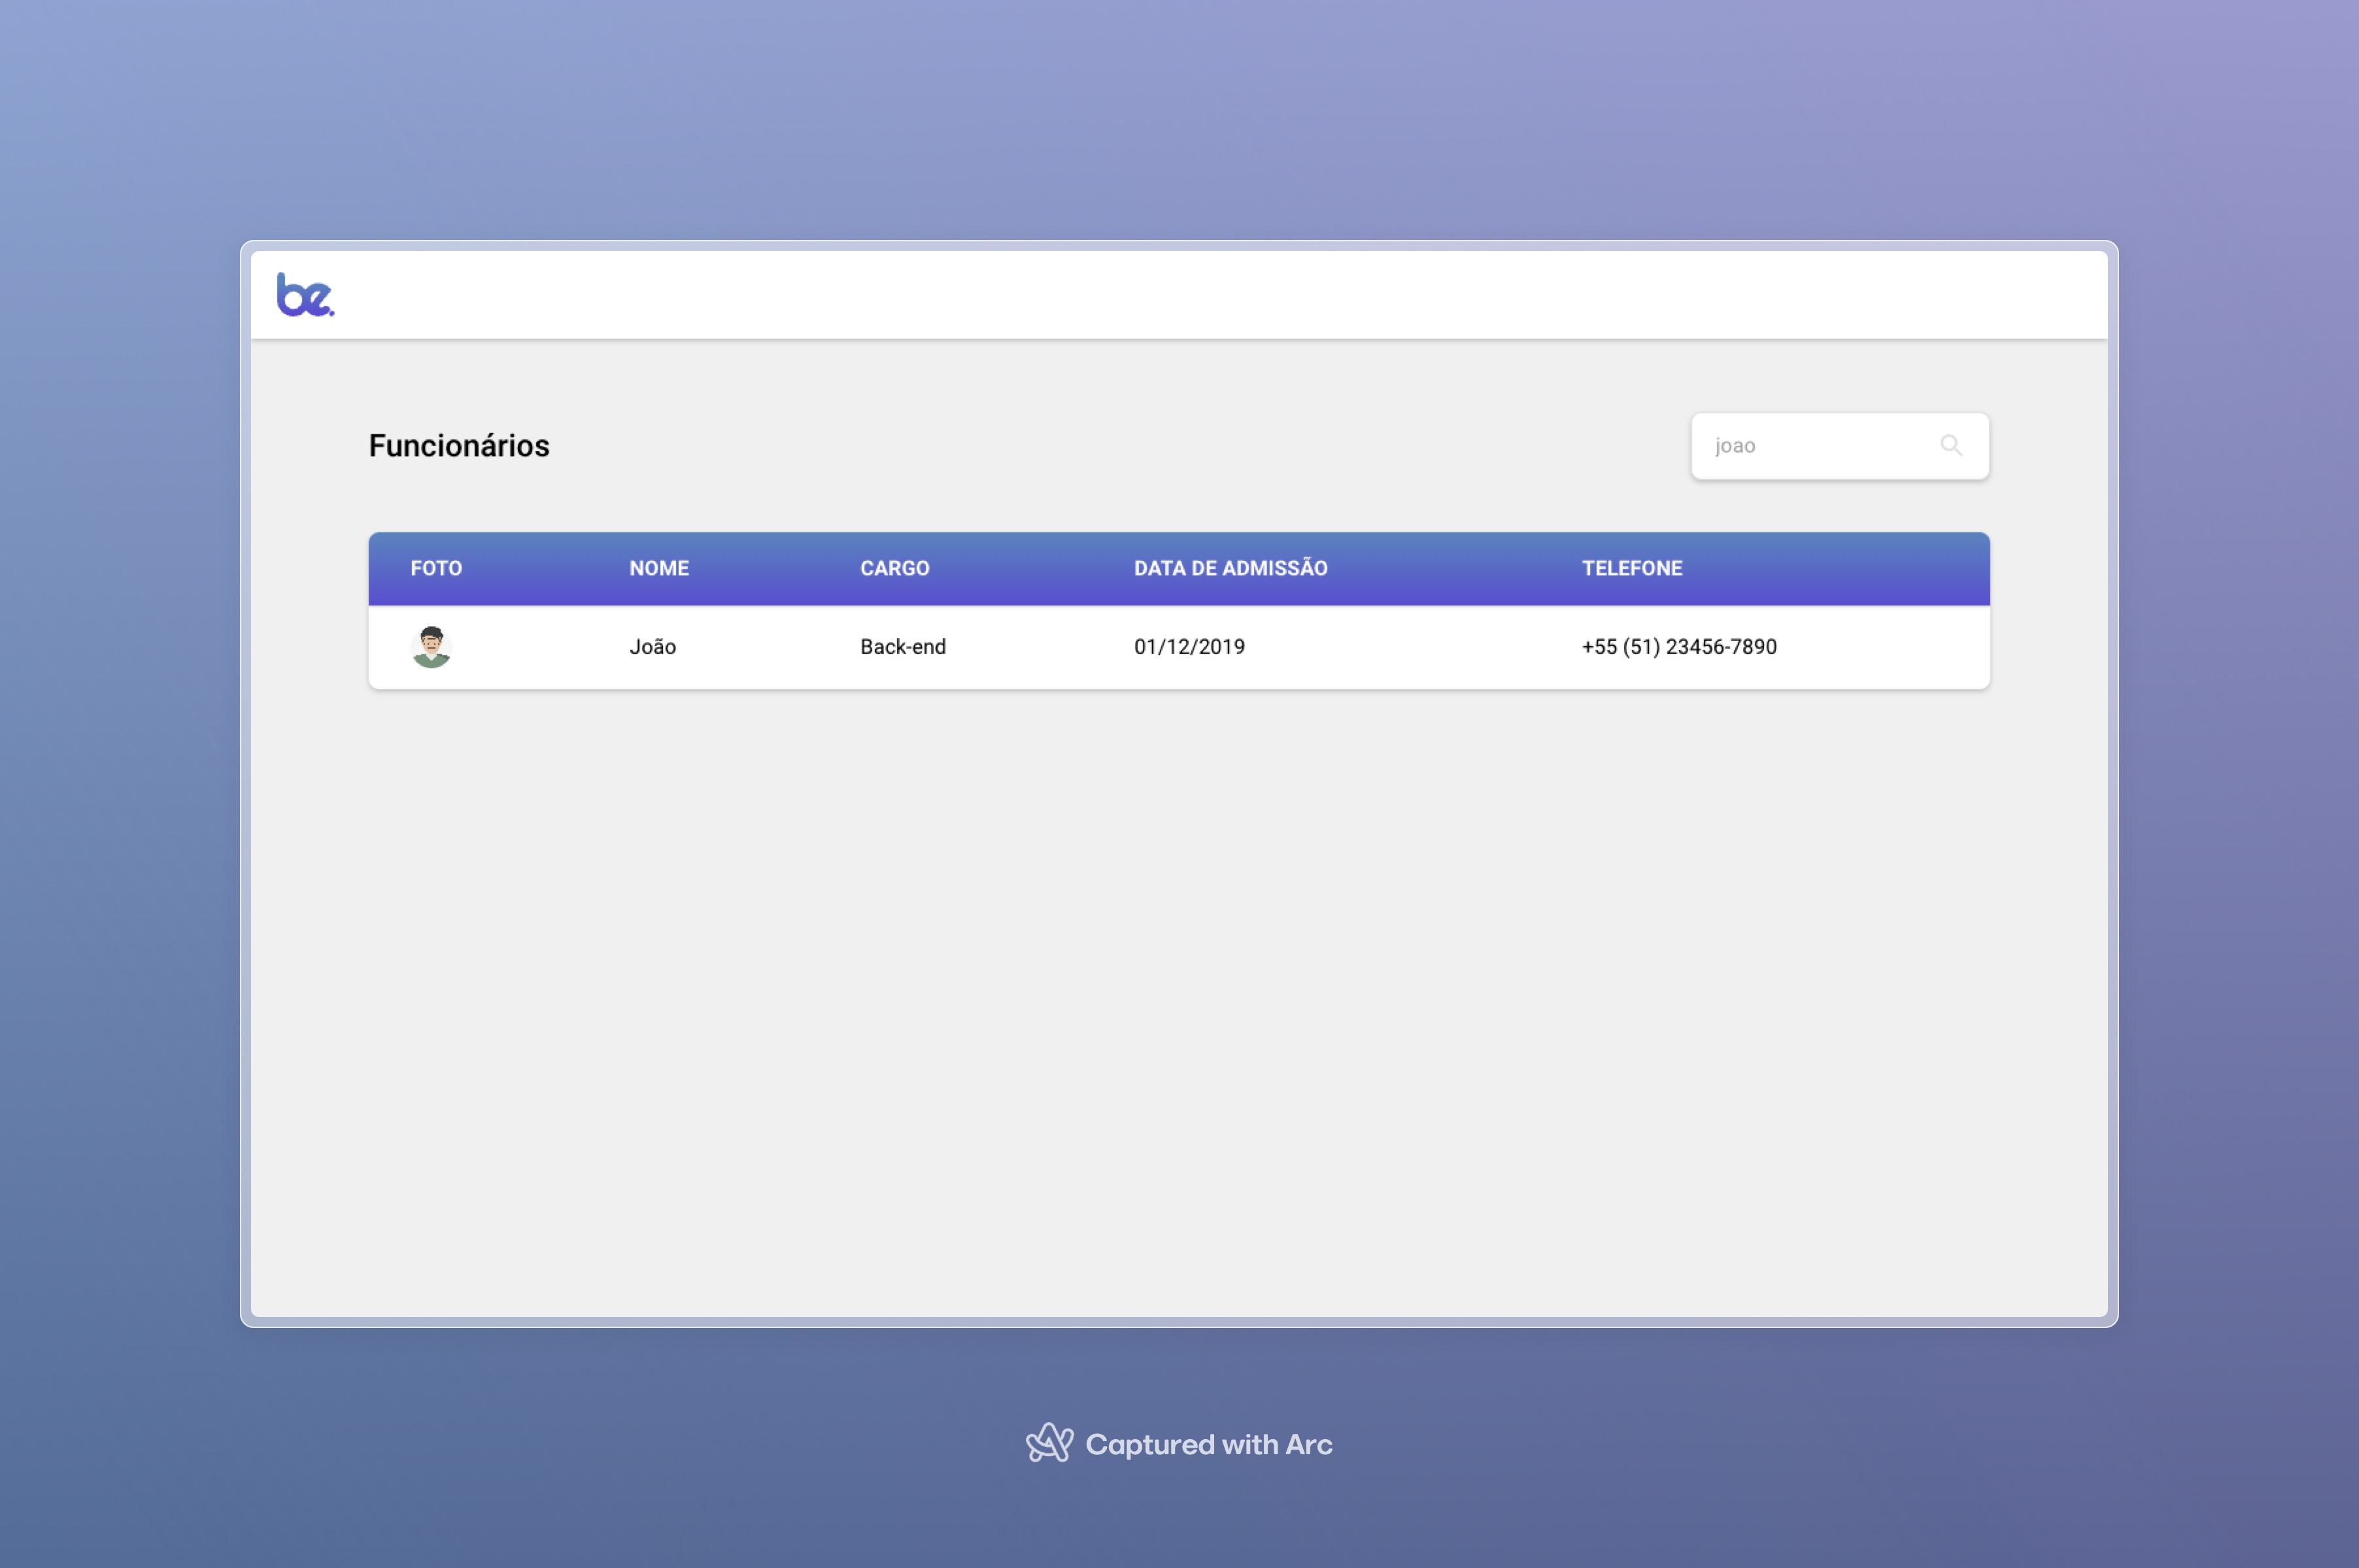 be.
Funcionários
joao
FOTO NOME CARGO DATA DE ADMISSÃO TELEFONE
João Back-end 01/12/2019 +55 (51) 23456-7890
Captured with Arc